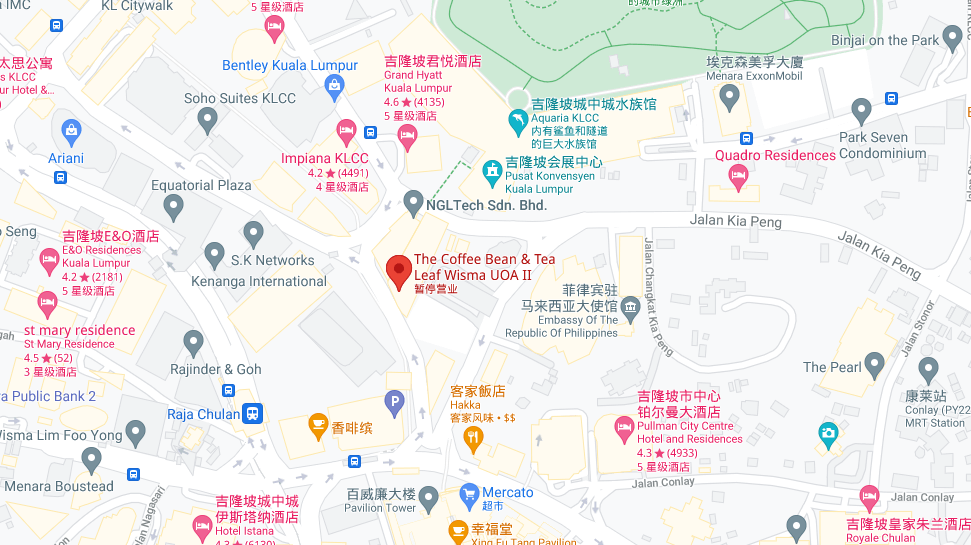 的城市绿洲。
IMC
KL Citywalk
5 星级酒店
Binjai on the Park
太思公寓
s KLCC
ur Hotel &...
Bentley Kuala Lumpur
吉隆坡君悦酒店
Grand Hyatt
Kuala Lumpur
4.6 ★ (4135)
5 星级酒店
埃克森美孚大厦
Menara ExxonMobil
Soho Suites KLCC
吉隆坡城中城水族馆
Aquaria KLCC
内有鲨鱼和隧道
的巨大水族馆
Park Seven
Condominium
Ariani
Impiana KLCC
4.2 ★ (4491)
4 星级酒店
吉隆坡会展中心
Pusat Konvensyen
Kuala Lumpur
Quadro Residences
Equatorial Plaza
NGLTech Sdn. Bhd.
Jalan Kia Peng
Jalan Kia Peng
Seng
吉隆坡E&O酒店
E&O Residences
Kuala Lumpur
4.2 ★ (2181)
5 星级酒店
S.K Networks
Kenanga International
The Coffee Bean & Tea
Leaf Wisma UOA II
暂停营业
Jalan Changkat Kia Peng
菲律宾驻
马来西亚大使馆
Embassy Of The
Republic Of Philippines
Jalan Stonor
st mary residence
St Mary Residence
4.5 ★ (52)
3 星级酒店
Rajinder & Goh
The Pearl
康莱站
Conlay (PY22
MRT Station
ra Public Bank 2
Raja Chulan
P
客家飯店
Hakka
客家风味 • $$
香啡缤
吉隆坡市中心
铂尔曼大酒店
Pullman City Centre
Hotel and Residences
4.3 ★ (4933)
5 星级酒店
Wisma Lim Foo Yong
Menara Boustead
Jalan Conlay
Jalan Conlay
Jalan Nagasari
吉隆坡城中城
伊斯塔纳酒店
Hotel Istana
4.3 ★ (6130)
百威廉大楼
Pavilion Tower
Mercato
超市
幸福堂
Xing Fu Tang Pavilion
吉隆坡皇家朱兰酒店
Royale Chulan